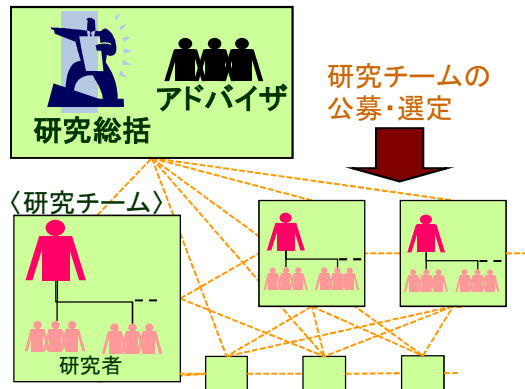 アドバイザ
研究総括
研究チームの
公募・選定
〈研究チーム〉
研究者